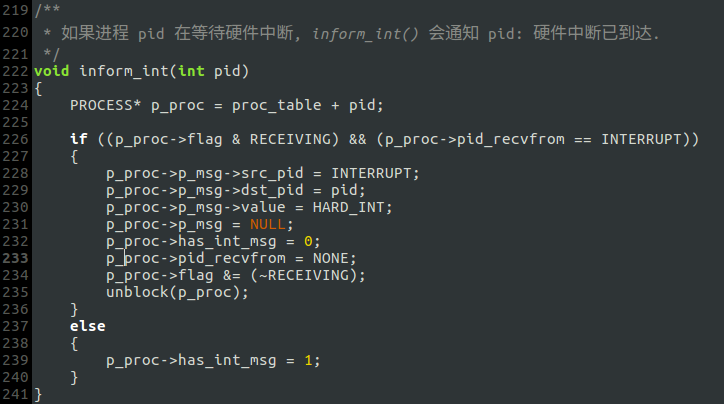 219 /**
220  * 如果进程 pid 在等待硬件中断, inform_int() 会通知 pid: 硬件中断已到达.
221  */
222 void inform_int(int pid)
223 {
224     PROCESS* p_proc = proc_table + pid;
225
226     if ((p_proc->flag & RECEIVING) && (p_proc->pid_recvfrom == INTERRUPT))
227     {
228         p_proc->p_msg->src_pid = INTERRUPT;
229         p_proc->p_msg->dst_pid = pid;
230         p_proc->p_msg->value = HARD_INT;
231         p_proc->p_msg = NULL;
232         p_proc->has_int_msg = 0;
233         p_proc->pid_recvfrom = NONE;
234         p_proc->flag &= (~RECEIVING);
235         unblock(p_proc);
236     }
237     else
238     {
239         p_proc->has_int_msg = 1;
240     }
241 }